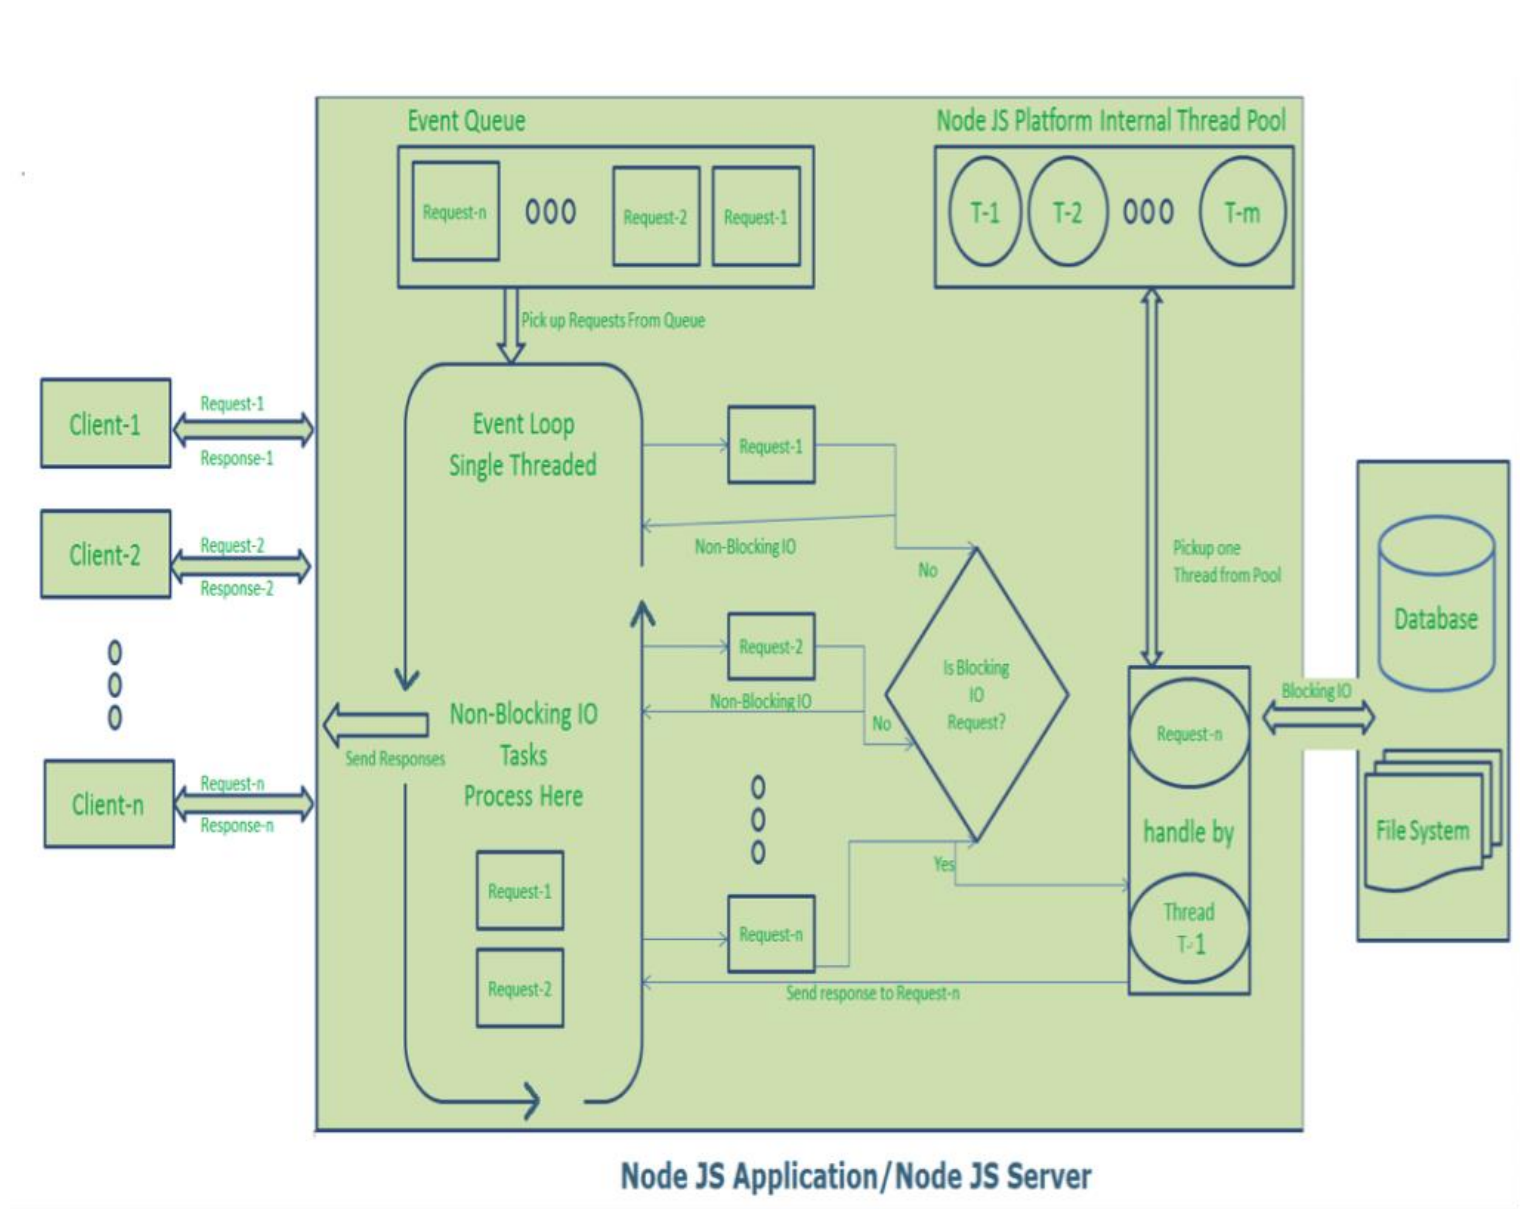 Event Queue
Node JS Platform Internal Thread Pool
Request-n
000
Request-2
Request-1
T-1
T-2
000
T-m
Pick up Requests From Queue
Client-1
Request-1
Response-1
Event Loop
Single Threaded
Request-1
Non-Blocking IO
No
Pickup one
Thread from Pool
Client-2
Request-2
Response-2
Request-2
Non-Blocking IO
No
Is Blocking
IO
Request?
Request-n
Blocking IO
Database
Send Responses
Non-Blocking IO
Tasks
Process Here
Client-n
Request-n
Response-n
handle by
File System
Yes
Request-1
Request-n
Thread
T-1
Request-2
Send response to Request-n
Node JS Application/Node JS Server